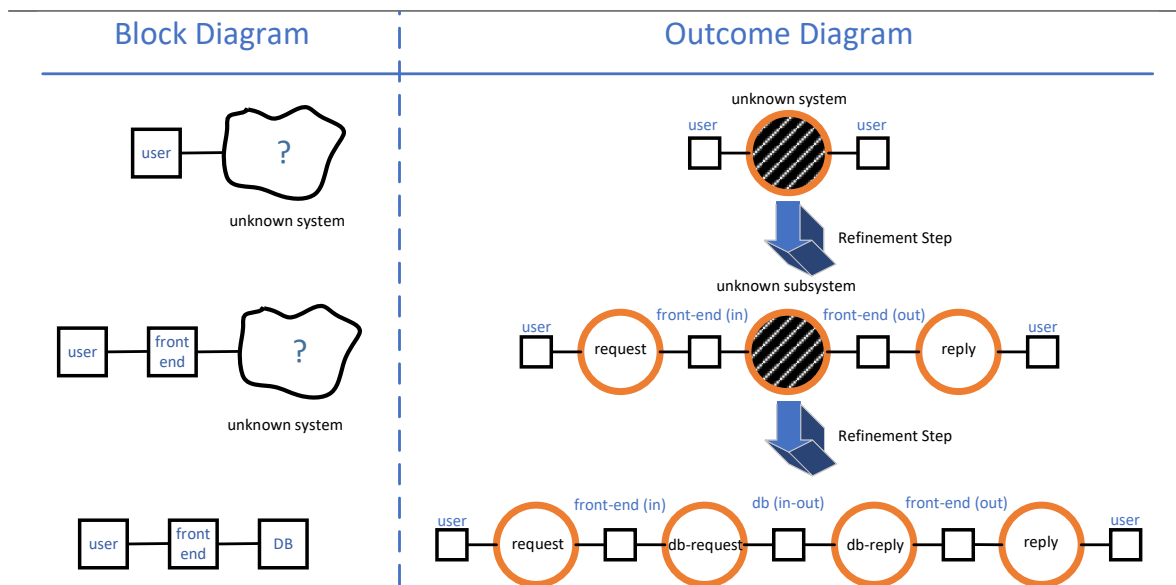 Block Diagram
Outcome Diagram
unknown system
user
user
user
?
unknown system
Refinement Step
unknown subsystem
front-end (in)
front-end (out)
user
user
user
front
end
?
request
reply
unknown system
Refinement Step
front-end (in)
db (in-out)
front-end (out)
user
user
user
front
end
DB
request
db-request
db-reply
reply